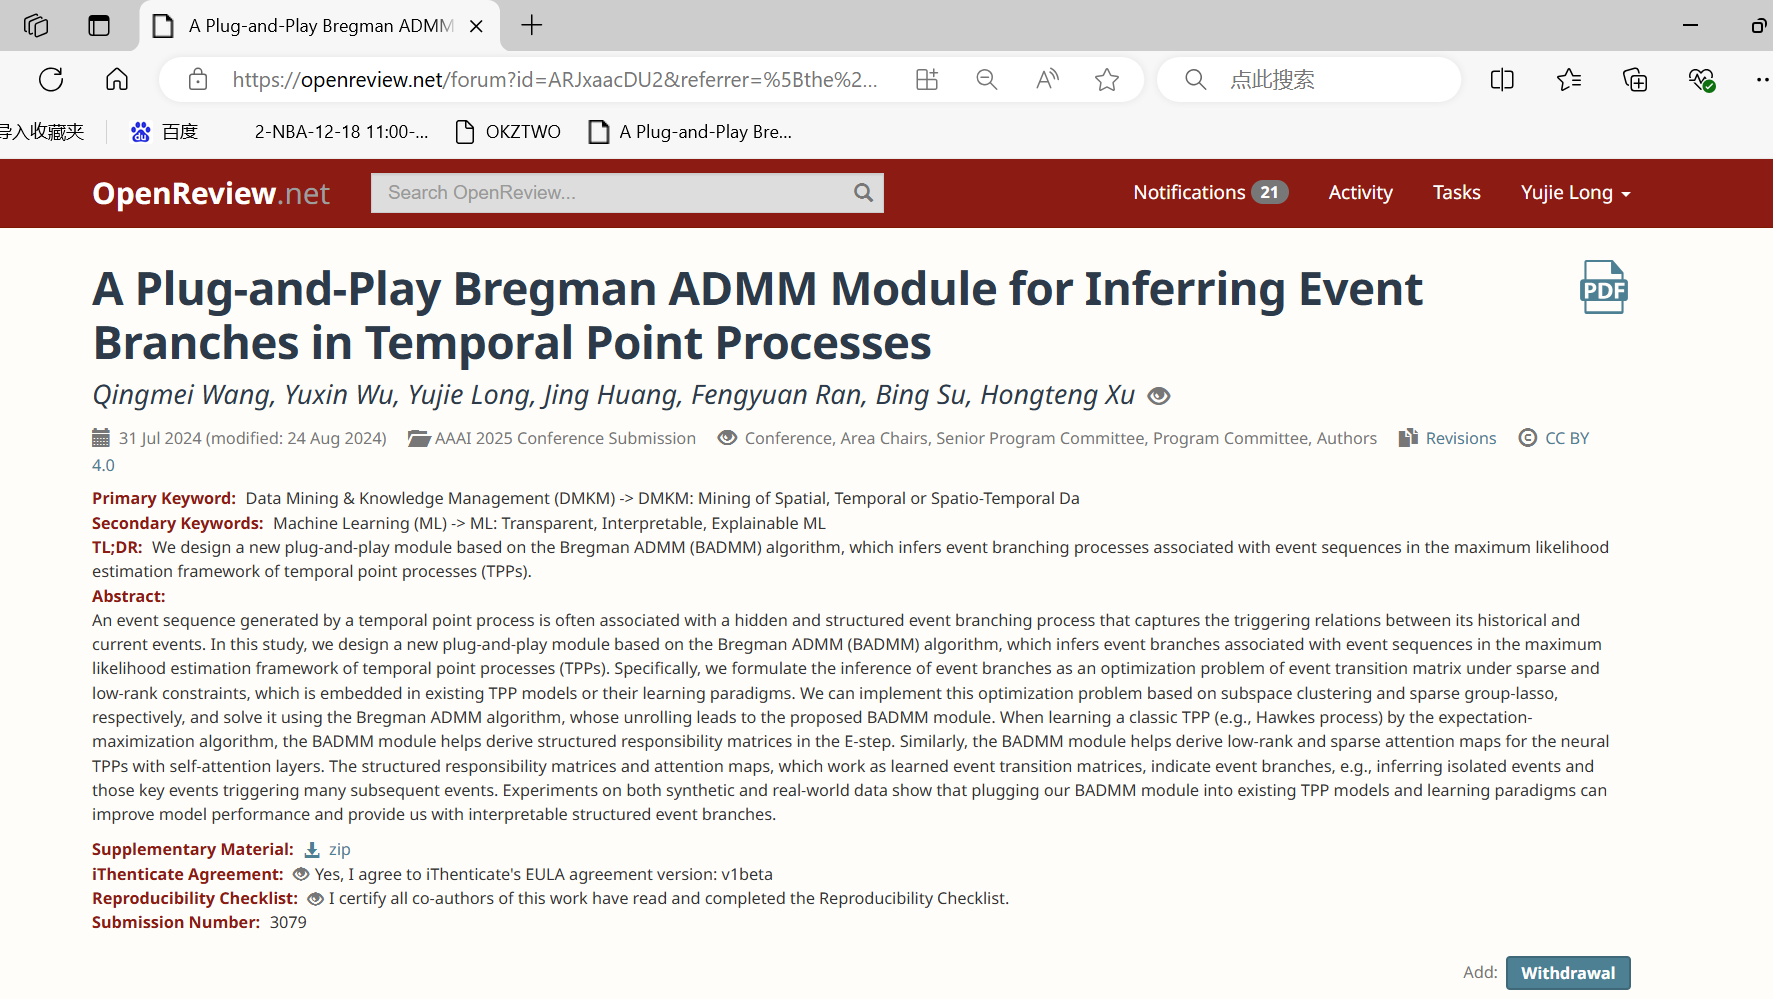 A Plug-and-Play Bregman ADMM
https://openreview.net/forum?id=ARJxaacDU2&referrer=%5Bthe%2...
点此搜索
导入收藏夹
百度
2-NBA-12-18 11:00-...
OKZTWO
A Plug-and-Play Bre...
OpenReview.net
Search OpenReview...
Notifications 21
Activity
Tasks
Yujie Long
A Plug-and-Play Bregman ADMM Module for Inferring Event
Branches in Temporal Point Processes
PDF
Qingmei Wang, Yuxin Wu, Yujie Long, Jing Huang, Fengyuan Ran, Bing Su, Hongteng Xu
31 Jul 2024 (modified: 24 Aug 2024) AAAI 2025 Conference Submission Conference, Area Chairs, Senior Program Committee, Program Committee, Authors Revisions CC BY
4.0
Primary Keyword: Data Mining & Knowledge Management (DMKM) -> DMKM: Mining of Spatial, Temporal or Spatio-Temporal Da
Secondary Keywords: Machine Learning (ML) -> ML: Transparent, Interpretable, Explainable ML
TL;DR: We design a new plug-and-play module based on the Bregman ADMM (BADMM) algorithm, which infers event branching processes associated with event sequences in the maximum likelihood
estimation framework of temporal point processes (TPPs).
Abstract:
An event sequence generated by a temporal point process is often associated with a hidden and structured event branching process that captures the triggering relations between its historical and
current events. In this study, we design a new plug-and-play module based on the Bregman ADMM (BADMM) algorithm, which infers event branches associated with event sequences in the maximum
likelihood estimation framework of temporal point processes (TPPs). Specifically, we formulate the inference of event branches as an optimization problem of event transition matrix under sparse and
low-rank constraints, which is embedded in existing TPP models or their learning paradigms. We can implement this optimization problem based on subspace clustering and sparse group-lasso,
respectively, and solve it using the Bregman ADMM algorithm, whose unrolling leads to the proposed BADMM module. When learning a classic TPP (e.g., Hawkes process) by the expectation-
maximization algorithm, the BADMM module helps derive structured responsibility matrices in the E-step. Similarly, the BADMM module helps derive low-rank and sparse attention maps for the neural
TPPs with self-attention layers. The structured responsibility matrices and attention maps, which work as learned event transition matrices, indicate event branches, e.g., inferring isolated events and
those key events triggering many subsequent events. Experiments on both synthetic and real-world data show that plugging our BADMM module into existing TPP models and learning paradigms can
improve model performance and provide us with interpretable structured event branches.
Supplementary Material: zip
iThenticate Agreement: Yes, I agree to iThenticate's EULA agreement version: v1beta
Reproducibility Checklist: I certify all co-authors of this work have read and completed the Reproducibility Checklist.
Submission Number: 3079
Add: Withdrawal